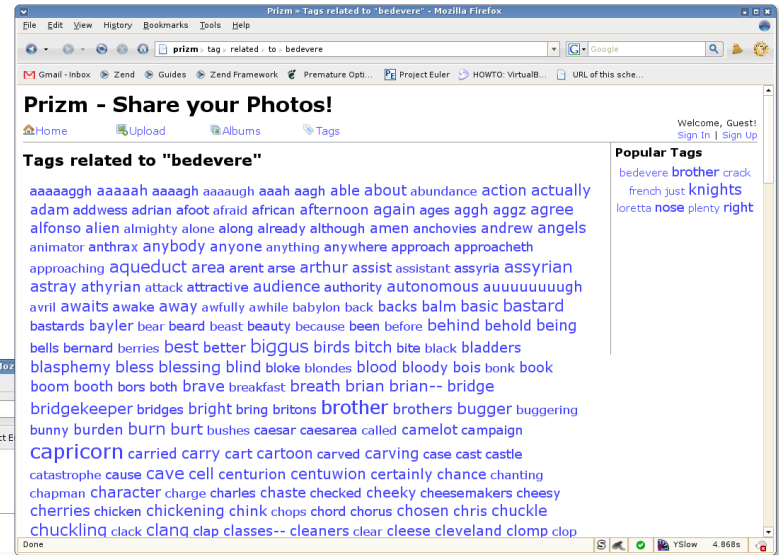 Prizm » Tags related to "bedevere" - Mozilla Firefox
File Edit View History Bookmarks Tools Help
prizm › tag › related › to › bedevere
Google
Gmail - Inbox Zend Guides Zend Framework Premature Opti... Project Euler HOWTO: VirtualB... URL of this sche...
Prizm - Share your Photos!
Welcome, Guest!
Home Upload Albums Tags
Sign In | Sign Up
Tags related to "bedevere"
aaaaaggh aaaaah aaaagh aaaaugh aaah aagh able about abundance action actually
adam addwess adrian afoot afraid african afternoon again ages aggh aggz agree
alfonso alien almighty alone along already although amen anchovies andrew angels
animator anthrax anybody anyone anything anywhere approach approacheth
approaching aqueduct area arent arse arthur assist assistant assyria assyrian
astray athyrian attack attractive audience authority autonomous auuuuuuuugh
avril awaits awake away awfully awhile babylon back backs balm basic bastard
bastards bayler bear beard beast beauty because been before behind behold being
bells bernard berries best better biggus birds bitch bite black bladders
blasphemy bless blessing blind bloke blondes blood bloody bois bonk book
boom booth bors both brave breakfast breath brian brian-- bridge
bridgekeeper bridges bright bring britons brother brothers bugger buggering
bunny burden burn burt bushes caesar caesarea called camelot campaign
capricorn carried carry cart cartoon carved carving case cast castle
catastrophe cause cave cell centurion centuwion certainly chance chanting
chapman character charge charles chaste checked cheeky cheesemakers cheesy
cherries chicken chickening chink chops chord chorus chosen chris chuckle
chuckling clack clang clap classes-- cleaners clear cleese cleveland clomp clop
Popular Tags
bedevere brother crack
french just knights
loretta nose plenty right
Done
YSlow 4.868s